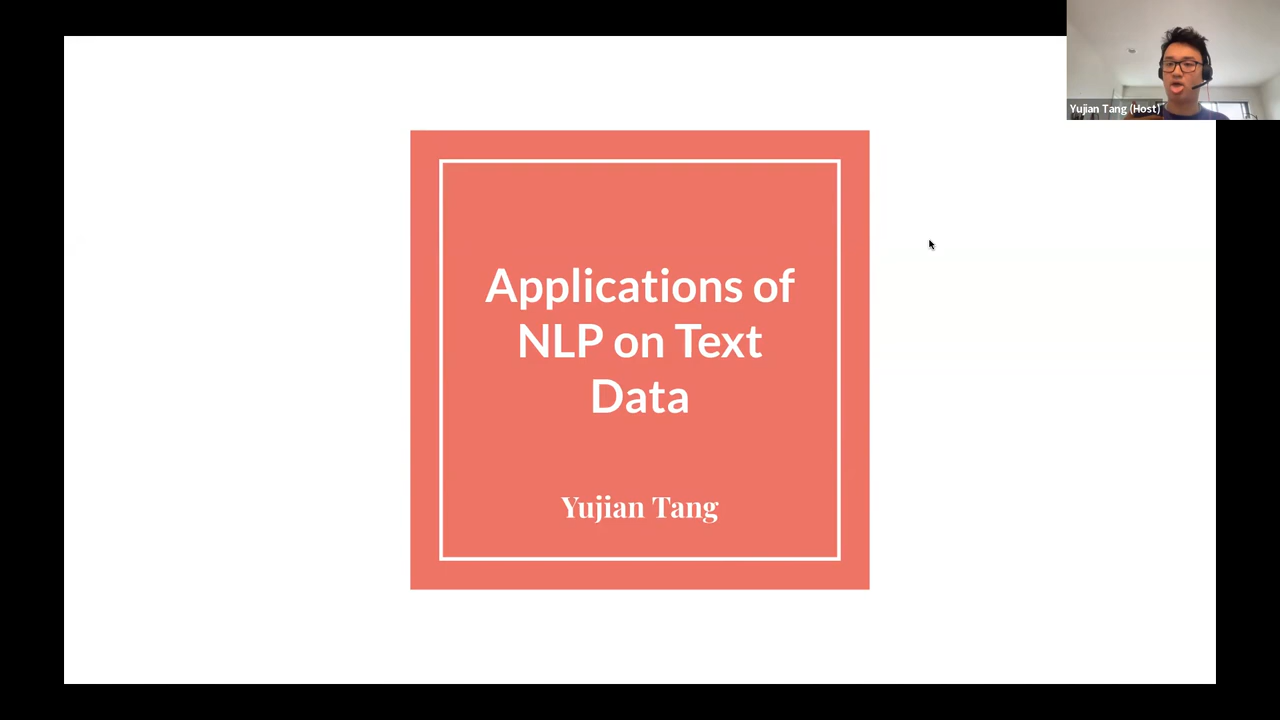 Yujian Tang (Host)
Applications of
NLP on Text
Data
Yujian Tang